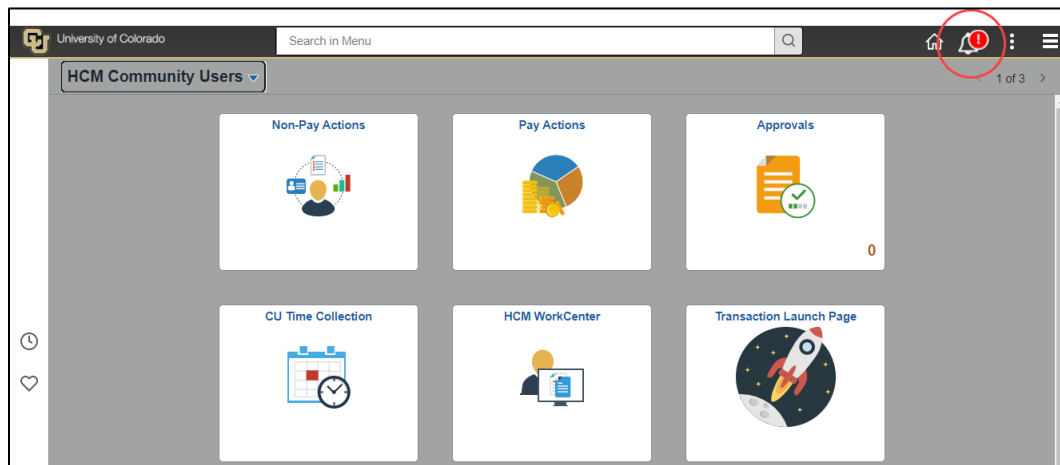 CU
University of Colorado
Search in Menu
!
HCM Community Users
1 of 3
Non-Pay Actions
Pay Actions
Approvals
0
CU Time Collection
HCM WorkCenter
Transaction Launch Page